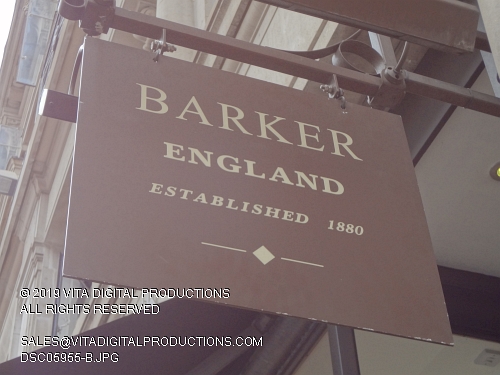 BARKER
ENGLAND
ESTABLISHED 1880
© 2019 VITA DIGITAL PRODUCTIONS
ALL RIGHTS RESERVED
SALES@VITADIGITALPRODUCTIONS.COM
DSC05955-B.JPG